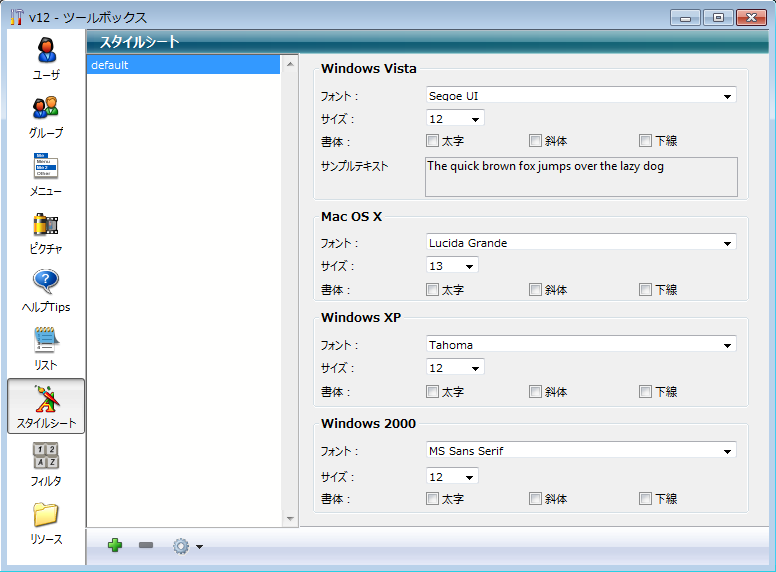 v12 - ツールボックス
ユーザ
グループ
メニュー
ピクチャ
ヘルプTips
リスト
スタイルシート
フィルタ
リソース
スタイルシート
default
Windows Vista
フォント :
Segoe UI
サイズ :
12
書体 :
太字
斜体
下線
サンプルテキスト
The quick brown fox jumps over the lazy dog
Mac OS X
フォント :
Lucida Grande
サイズ :
13
書体 :
太字
斜体
下線
Windows XP
フォント :
Tahoma
サイズ :
12
書体 :
太字
斜体
下線
Windows 2000
フォント :
MS Sans Serif
サイズ :
12
書体 :
太字
斜体
下線